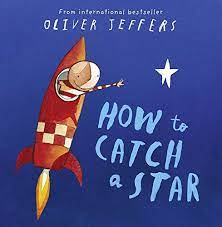 From international bestseller
OLIVER JEFFERS
HOW to
CATCH
a STAR